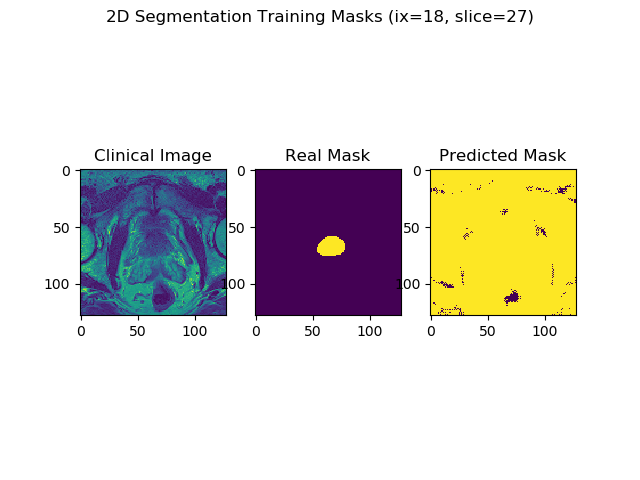 2D Segmentation Training Masks (ix=18, slice=27)
Clinical Image Real Mask Predicted Mask
0 0 0
50 50 50
100 100 100
0 50 100 0 50 100 0 50 100